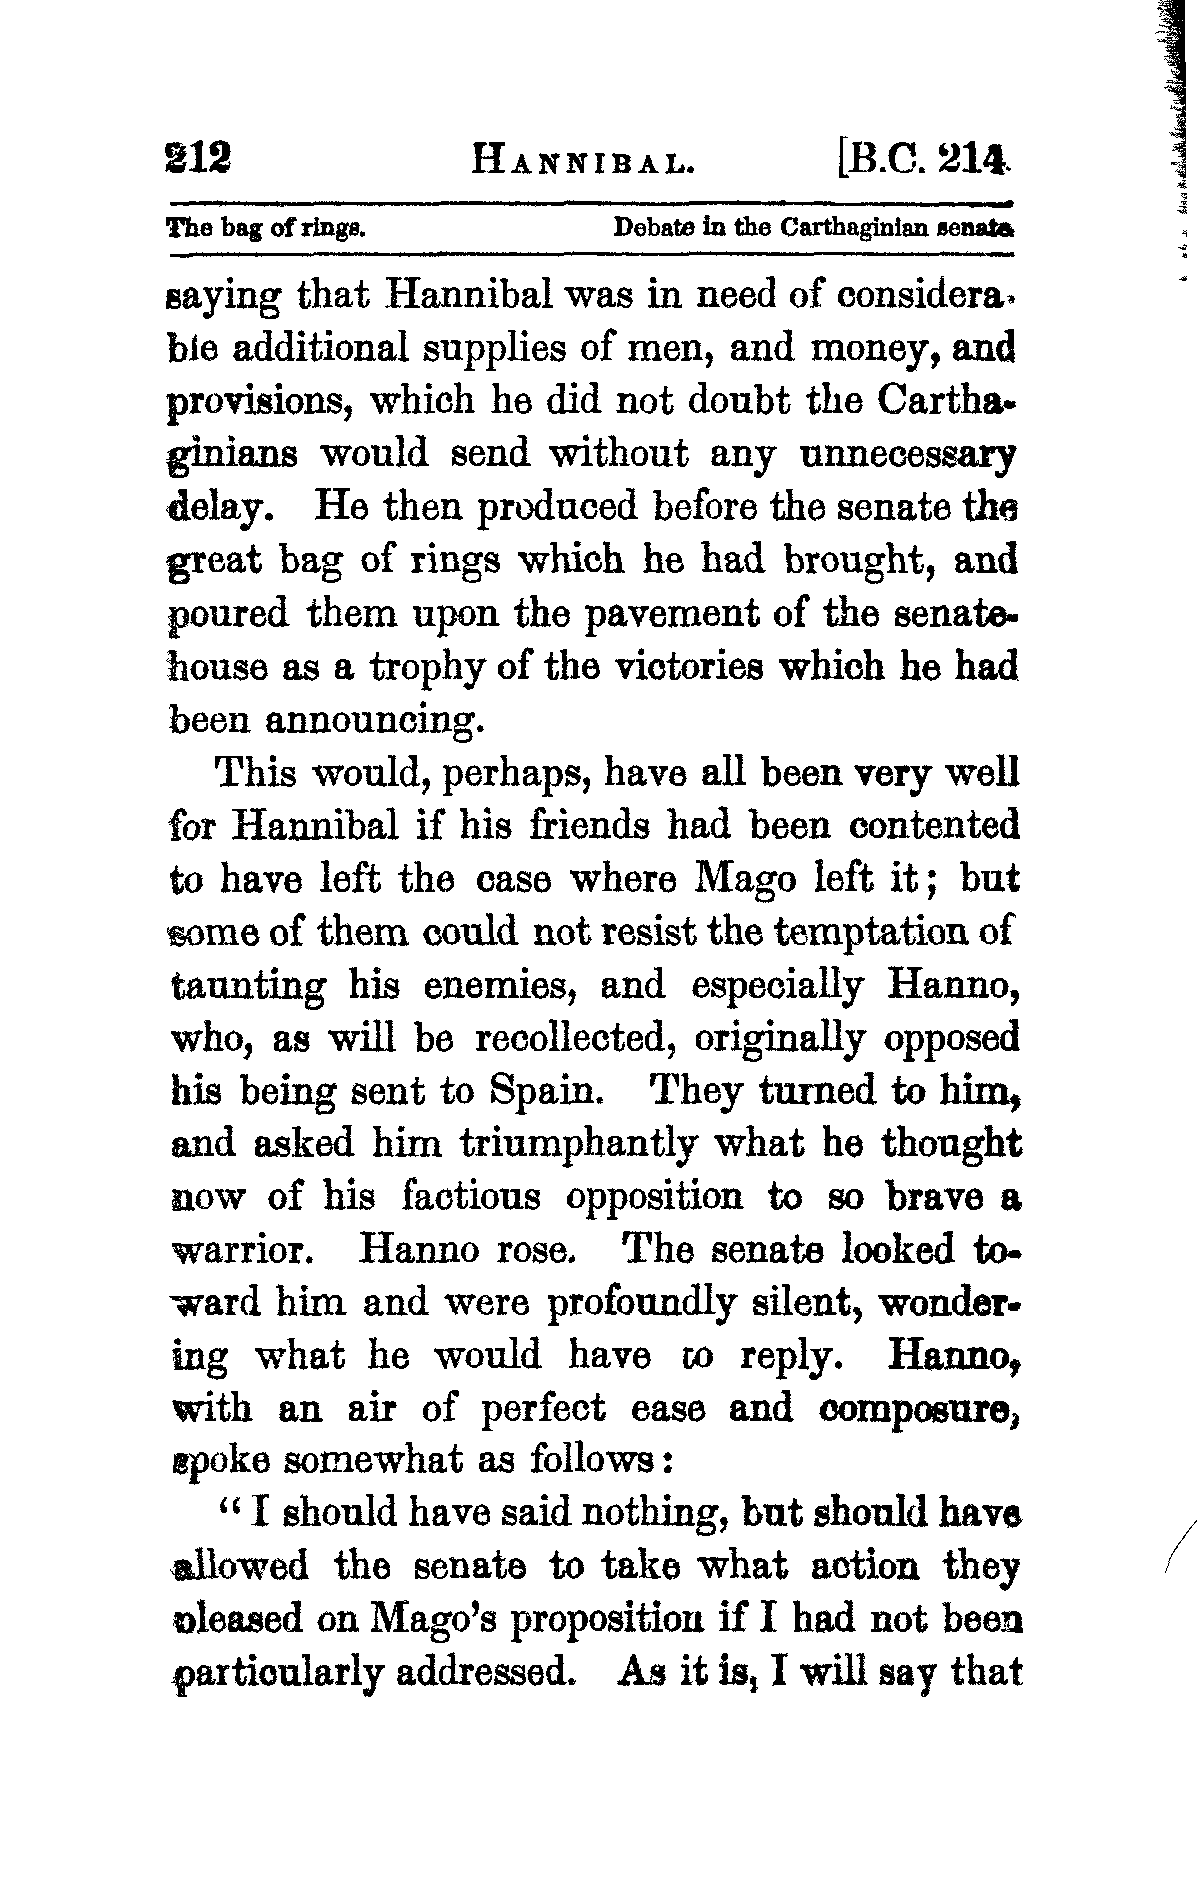 212 HANNIBAL. [B.C. 214.
The bag of rings. Debate in the Carthaginian senate
saying that Hannibal was in need of considera-
ble additional supplies of men, and money, and
provisions, which he did not doubt the Cartha-
ginians would send without any unnecessary
delay. He then produced before the senate the
great bag of rings which he had brought, and
poured them upon the pavement of the senate-
house as a trophy of the victories which he had
been announcing.
This would, perhaps, have all been very well
for Hannibal if his friends had been contented
to have left the case where Mago left it; but
some of them could not resist the temptation of
taunting his enemies, and especially Hanno,
who, as will be recollected, originally opposed
his being sent to Spain. They turned to him,
and asked him triumphantly what he thought
now of his factious opposition to so brave a
warrior. Hanno rose. The senate looked to-
ward him and were profoundly silent, wonder-
ing what he would have to reply. Hanno,
with an air of perfect ease and composure,
spoke somewhat as follows:
"I should have said nothing, but should have
allowed the senate to take what action they
pleased on Mago's proposition if I had not been
particularly addressed. As it is, I will say that